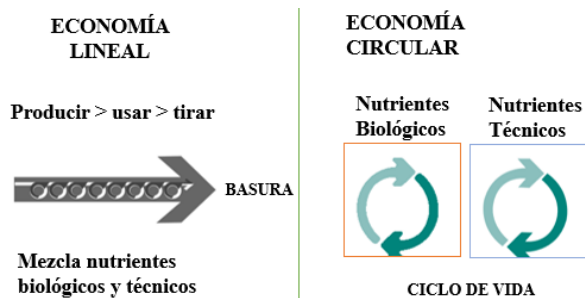 ECONOMÍA
LINEAL
Producir > usar > tirar
BASURA
Mezcla nutrientes
biológicos y técnicos
ECONOMÍA
CIRCULAR
Nutrientes
Biológicos
Nutrientes
Técnicos
CICLO DE VIDA